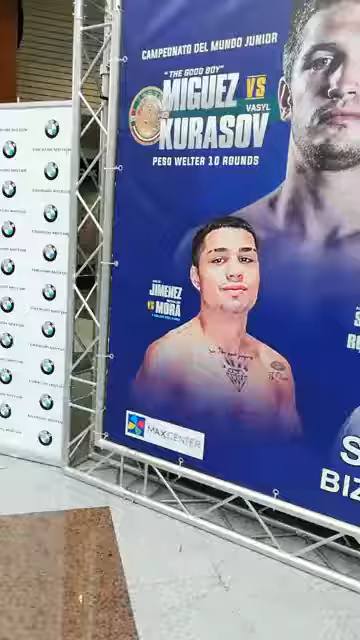 CAMPEONATO DEL MUNDO JUNIOR
"THE GOOD BOY"
MIGUEZ VS
VASYL
KURASOV
PESO WELTER 10 ROUNDS
JIMENEZ
VS MORA
MAXCENTER
S
BIZ